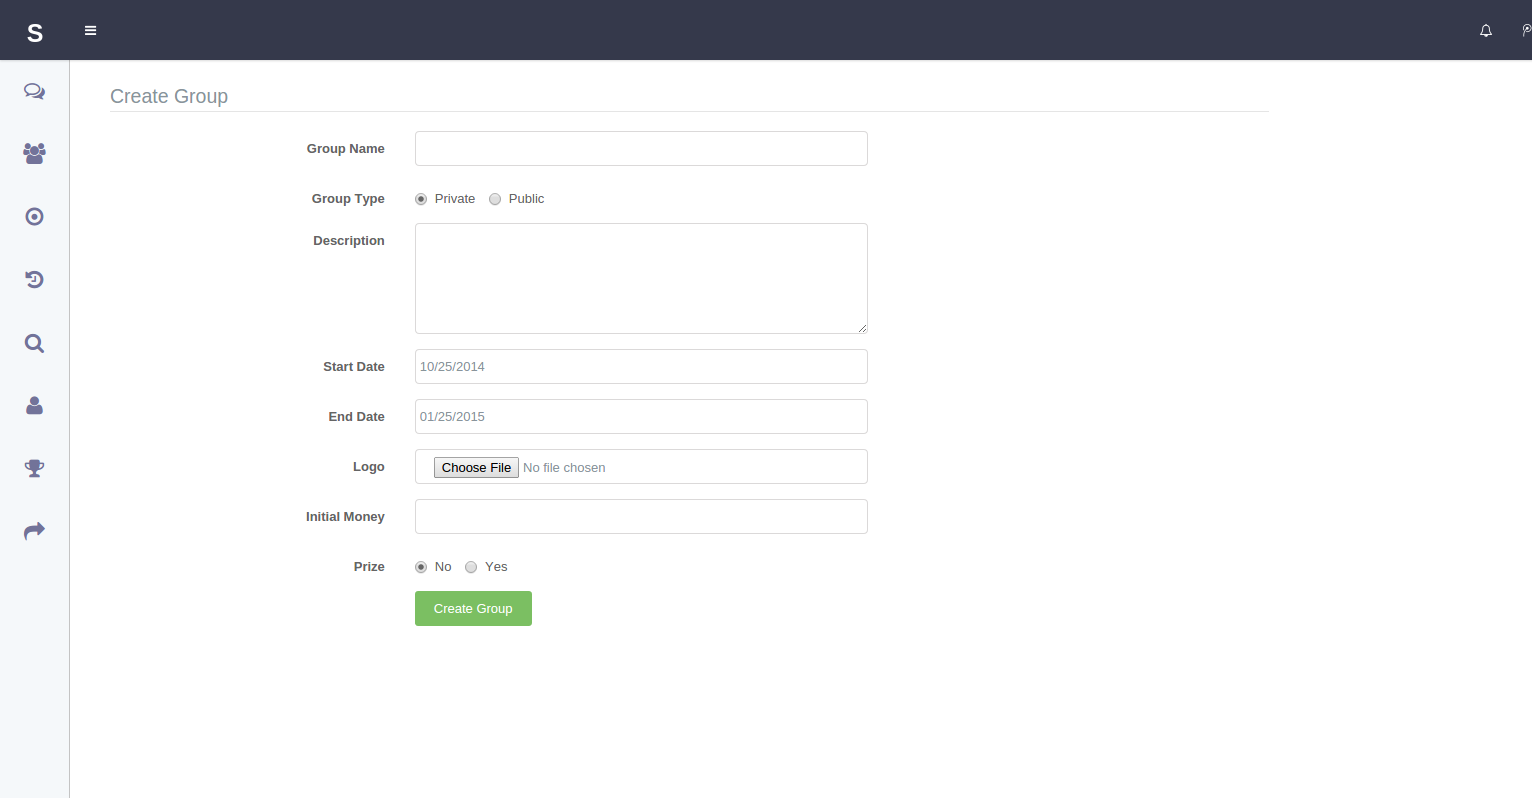 S
Create Group
Group Name
Group Type Private Public
Description
Start Date 10/25/2014
End Date 01/25/2015
Logo Choose File No file chosen
Initial Money
Prize No Yes
Create Group